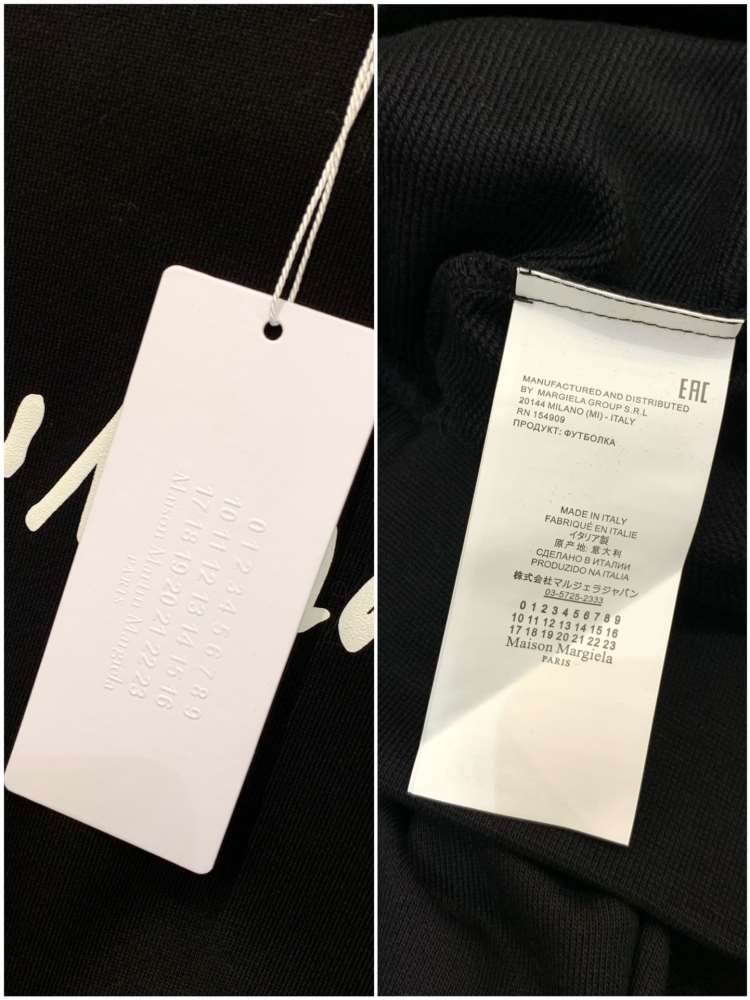 0 1 2 3 4 5 6 7 8 9
10 11 12 13 14 15 16
17 18 19 20 21 22 23
Maison Martin Margiela
PARIS
EAC
MANUFACTURED AND DISTRIBUTED
BY MARGIELA GROUP S.R.L
20144 MILANO (MI) - ITALY
RN 154909
ПРОДУКТ: ФУТБОЛКА
MADE IN ITALY
FABRIQUÉ EN ITALIE
イタリア製
原产地: 意大利
СДЕЛАНО В ИТАЛИИ
PRODUZIDO NA ITALIA
株式会社マルジェラジャパン
03-5725-2333
0 1 2 3 4 5 6 7 8 9
10 11 12 13 14 15 16
17 18 19 20 21 22 23
Maison Margiela
PARIS